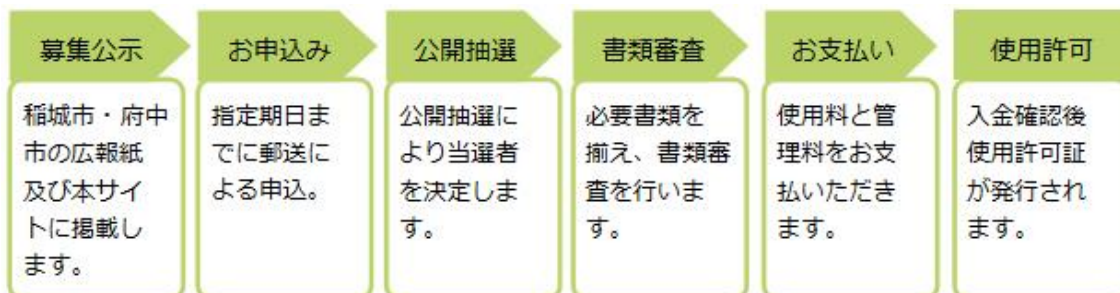 募集公示
稲城市・府中
市の広報紙
及び本サイ
トに掲載し
ます。
お申込み
指定期日ま
でに郵送に
よる申込。
公開抽選
公開抽選に
より当選者
を決定しま
す。
書類審査
必要書類を
揃え、書類審
査を行いま
す。
お支払い
使用料と管
理料をお支
払いただき
ます。
使用許可
入金確認後
使用許可証
が発行され
ます。